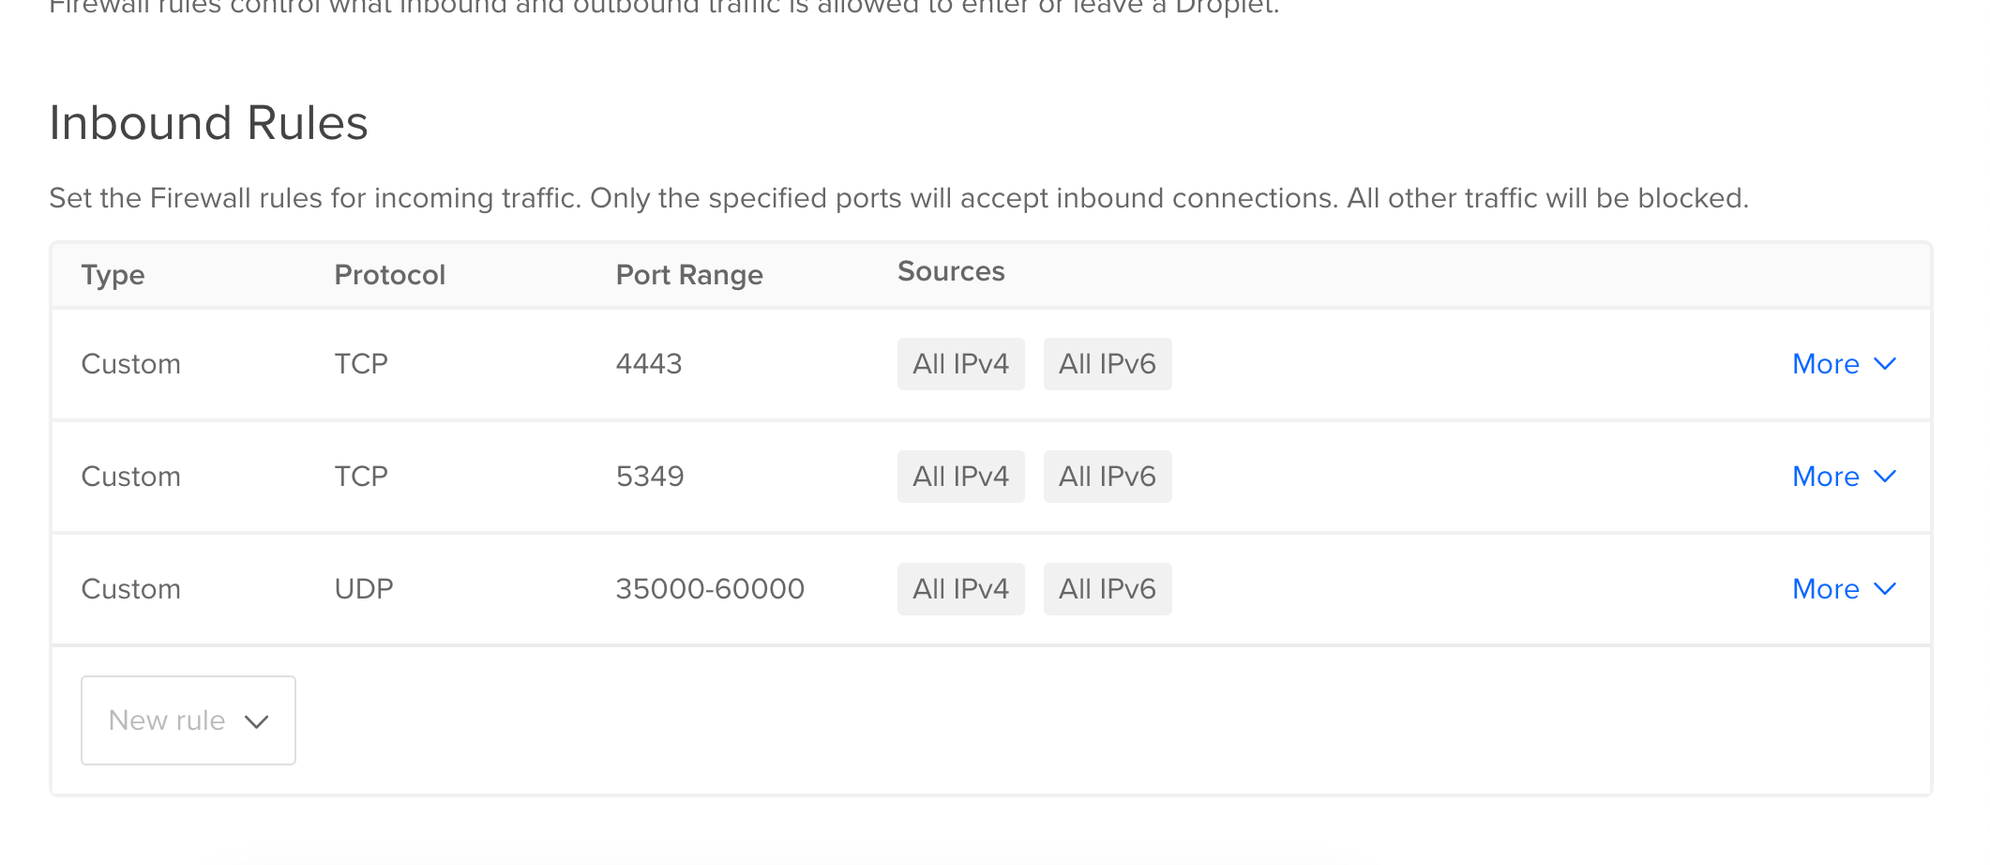 Firewall rules control what inbound and outbound traffic is allowed to enter or leave a Droplet.
Inbound Rules
Set the Firewall rules for incoming traffic. Only the specified ports will accept inbound connections. All other traffic will be blocked.
Type Protocol Port Range Sources
Custom TCP 4443 All IPv4 All IPv6 More
Custom TCP 5349 All IPv4 All IPv6 More
Custom UDP 35000-60000 All IPv4 All IPv6 More
New rule